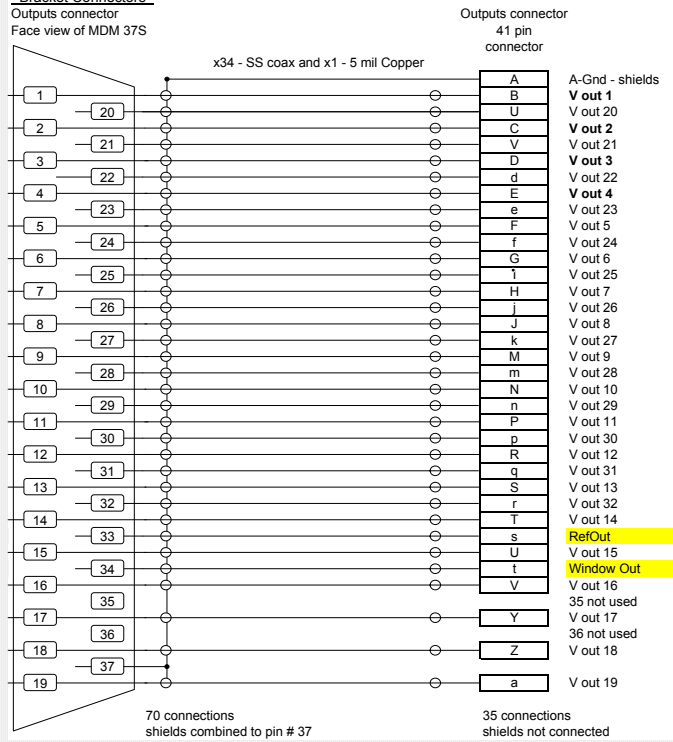 Bracket Connectors
Outputs connector
Face view of MDM 37S
Outputs connector
41 pin
connector
x34 - SS coax and x1 - 5 mil Copper
A A-Gnd - shields
1 B V out 1
20 U V out 20
2 C V out 2
21 V V out 21
3 D V out 3
22 d V out 22
4 E V out 4
23 e V out 23
5 F V out 5
24 f V out 24
6 G V out 6
25 i V out 25
7 H V out 7
26 j V out 26
8 J V out 8
27 k V out 27
9 M V out 9
28 m V out 28
10 N V out 10
29 n V out 29
11 P V out 11
30 p V out 30
12 R V out 12
31 q V out 31
13 S V out 13
32 r V out 32
14 T V out 14
33 s RefOut
15 U V out 15
34 t Window Out
16 V V out 16
35 35 not used
17 Y V out 17
36 36 not used
18 Z V out 18
37
19 a V out 19
70 connections
shields combined to pin # 37
35 connections
shields not connected